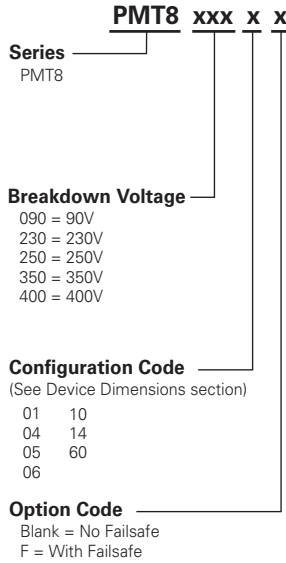 PMT8 xxx x x
Series
PMT8
Breakdown Voltage
090 = 90V
230 = 230V
250 = 250V
350 = 350V
400 = 400V
Configuration Code
(See Device Dimensions section)
01 10
04 14
05 60
06
Option Code
Blank = No Failsafe
F = With Failsafe